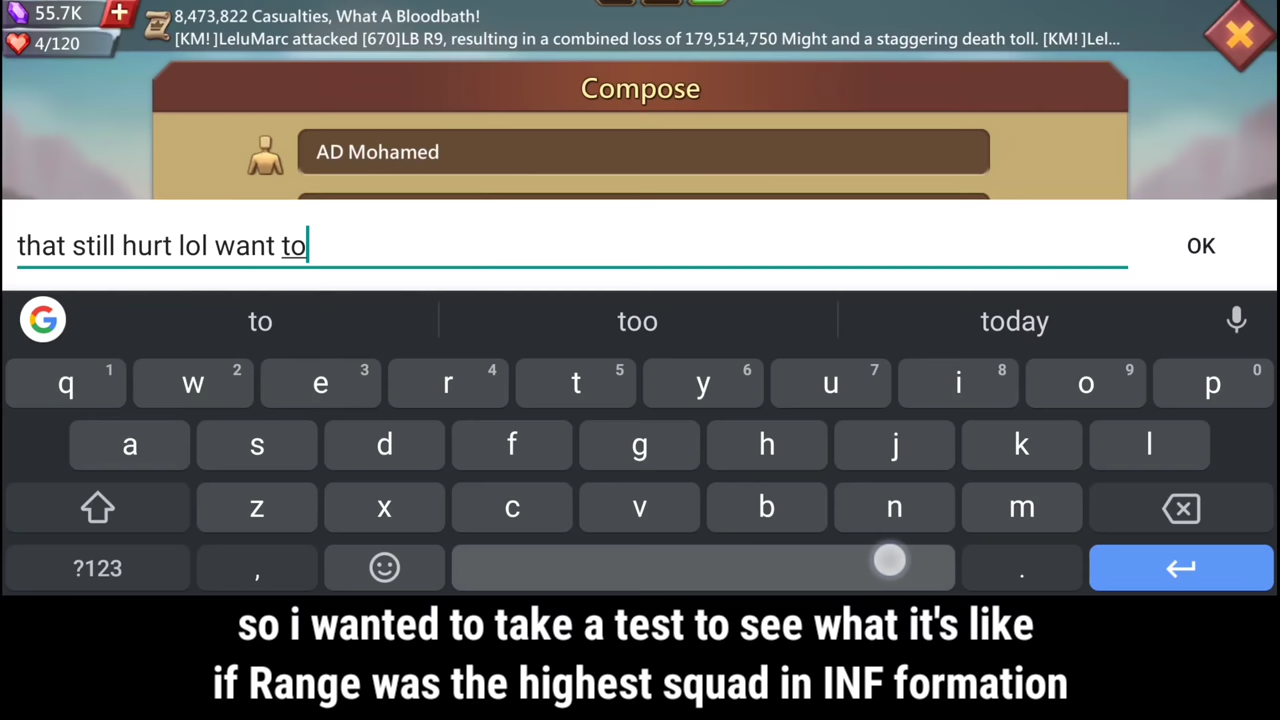 55.7K
8,473,822 Casualties, What A Bloodbath!
4/120
[KM!]LeluMarc attacked [670]LB R9, resulting in a combined loss of 179,514,750 Might and a staggering death toll. [KM!]Lel...
Compose
AD Mohamed
that still hurt lol want to
OK
to too today
q 1 w 2 e 3 r 4 t 5 y 6 u 7 i 8 o 9 p 0
a s d f g h j k l
z x c v b n m
?123 , .
so i wanted to take a test to see what it's like
if Range was the highest squad in INF formation